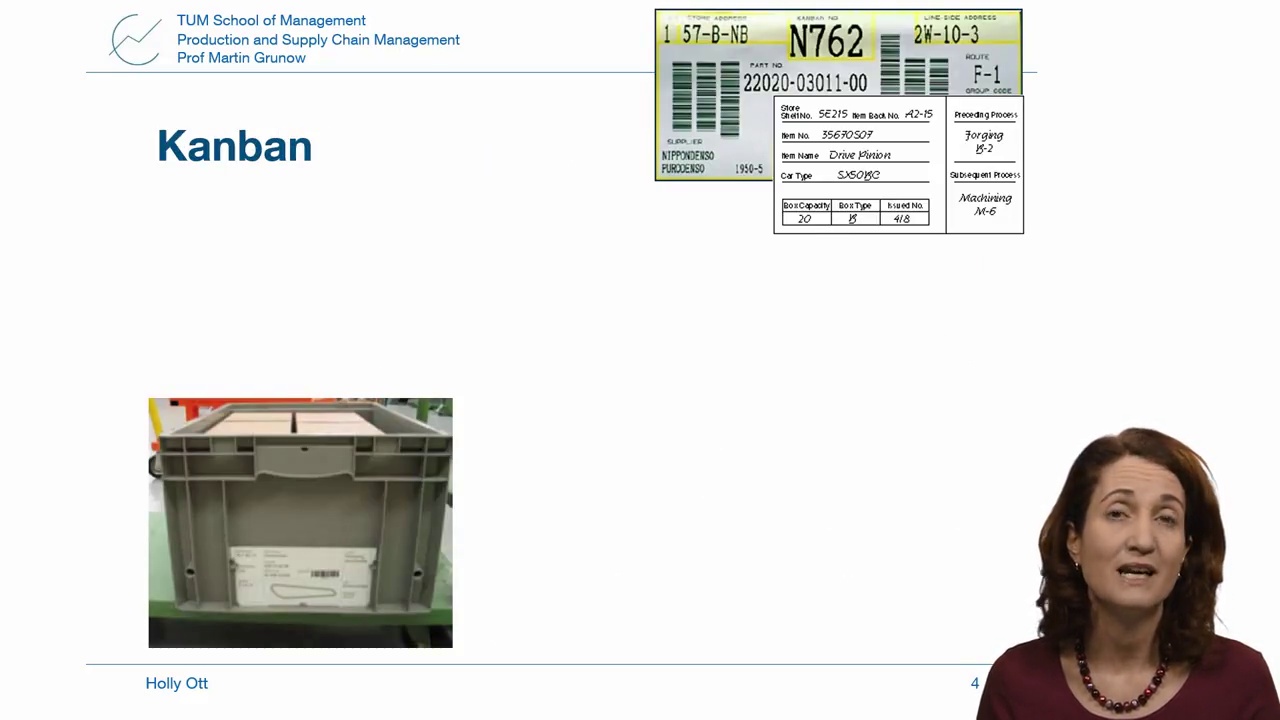 TUM School of Management
Production and Supply Chain Management
Prof Martin Grunow
Kanban
STORE ADDRESS
KANBAN NO
LINE-SIDE ADDRESS
1 57-B-NB
N762
2W-10-3
PART NO
22020-03011-00
ROUTE
F-1
GROUP CODE
SUPPLIER
NIPPONDENSO
PURODENSO 1950-5
Store
Shelf No. 5E215 Item Back No. A2-15
Item No. 35670S07
Item Name Drive Pinion
Car Type SX50BC
Box Capacity Box Type Issued No.
20 B 4/8
Preceding Process
Forging
B-2
Subsequent Process
Machining
M-6
Holly Ott
4